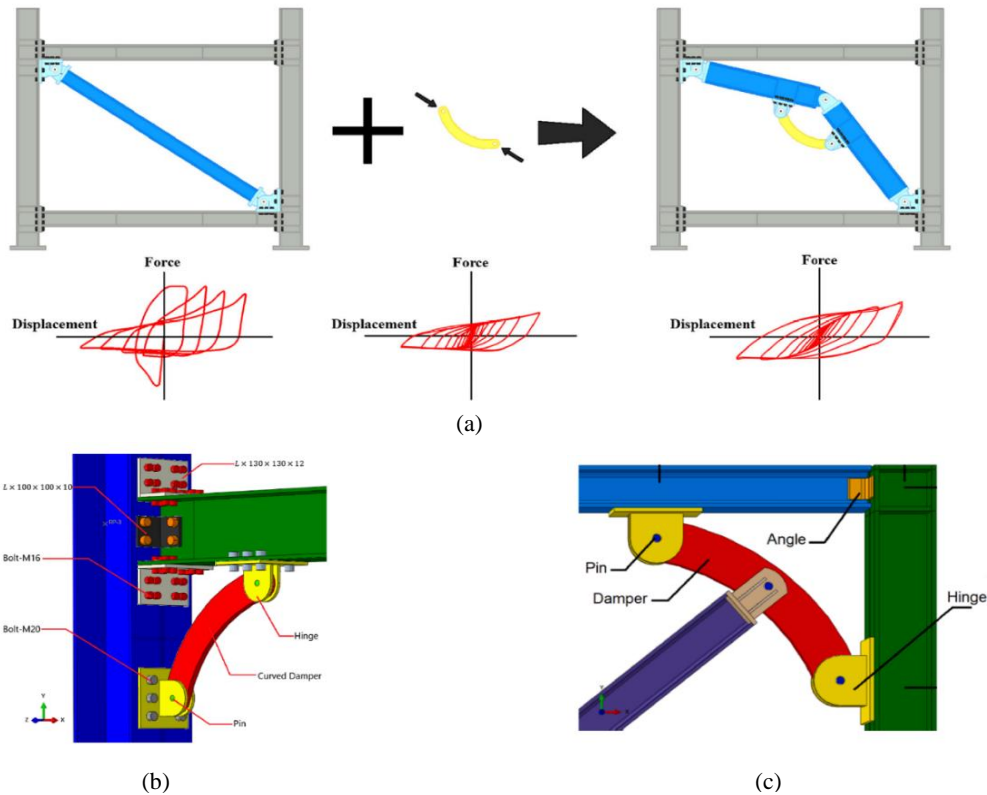 Force
Displacement
Force
Displacement
Force
Displacement
(a)
L × 130 × 130 × 12
L × 100 × 100 × 10
Bolt-M16
Bolt-M20
Hinge
Curved Damper
Pin
Y
Z
X
(b)
Angle
Pin
Damper
Hinge
Y
X
(c)